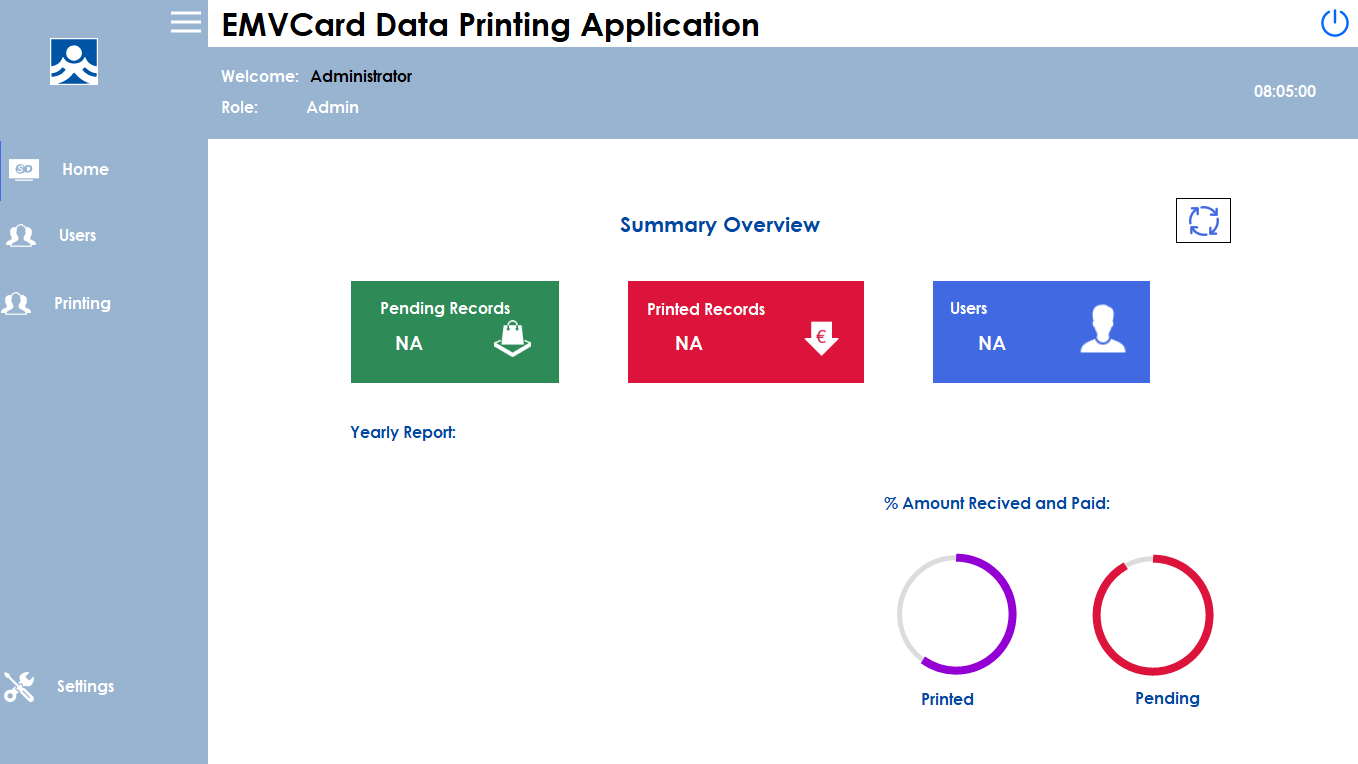 EMVCard Data Printing Application
Welcome: Administrator
Role: Admin
08:05:00
SD Home
Users
Printing
Settings
Summary Overview
Pending Records
NA
Printed Records
NA
€
Users
NA
Yearly Report:
% Amount Recived and Paid:
Printed
Pending